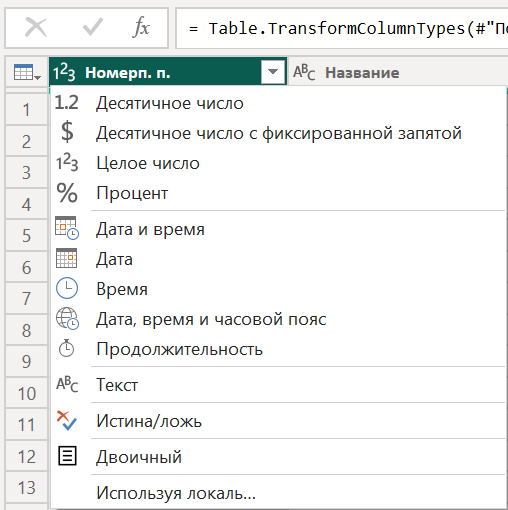 fx = Table.TransformColumnTypes(#"По
1²3 Номерп. п. ABC Название
1.2 Десятичное число
$ Десятичное число с фиксированной запятой
1²3 Целое число
% Процент
Дата и время
Дата
Время
Дата, время и часовой пояс
Продолжительность
ABC Текст
Истина/ложь
Двоичный
Используя локаль...
1
2
3
4
5
6
7
8
9
10
11
12
13